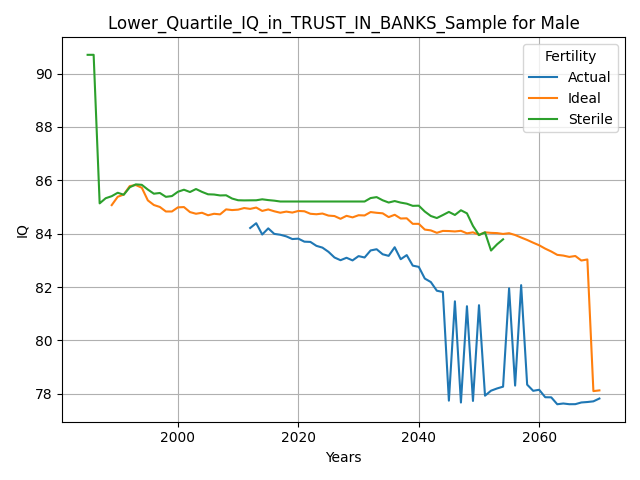 Lower_Quartile_IQ_in_TRUST_IN_BANKS_Sample for Male
Fertility
Actual
Ideal
Sterile
90
88
86
84
82
80
78
IQ
2000
2020
2040
2060
Years